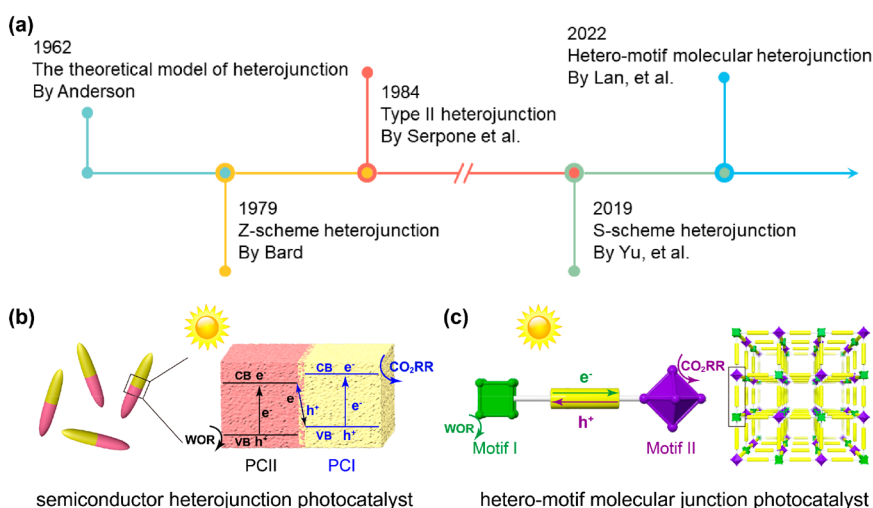 (a)
1962
The theoretical model of heterojunction
By Anderson
1984
Type II heterojunction
By Serpone et al.
2022
Hetero-motif molecular heterojunction
By Lan, et al.
1979
Z-scheme heterojunction
By Bard
2019
S-scheme heterojunction
By Yu, et al.
(b)
CB e-
CB e-
CO2RR
e-
e-
h+
e-
WOR
VB h+
VB h+
PCII
PCI
semiconductor heterojunction photocatalyst
(c)
CO2RR
e-
h+
WOR
Motif I
Motif II
hetero-motif molecular junction photocatalyst